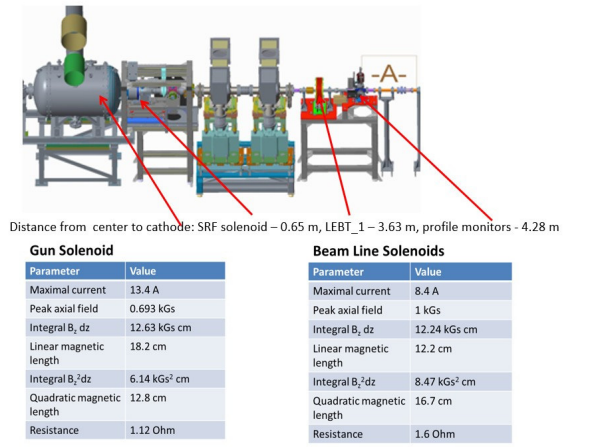 -A-
Distance from center to cathode: SRF solenoid – 0.65 m, LEBT_1 – 3.63 m, profile monitors - 4.28 m
Gun Solenoid
Parameter Value
Maximal current 13.4 A
Peak axial field 0.693 kGs
Integral Bz dz 12.63 kGs cm
Linear magnetic
length 18.2 cm
Integral Bz²dz 6.14 kGs² cm
Quadratic magnetic
length 12.8 cm
Resistance 1.12 Ohm
Beam Line Solenoids
Parameter Value
Maximal current 8.4 A
Peak axial field 1 kGs
Integral Bz dz 12.24 kGs cm
Linear magnetic
length 12.2 cm
Integral Bz²dz 8.47 kGs² cm
Quadratic magnetic
length 16.7 cm
Resistance 1.6 Ohm